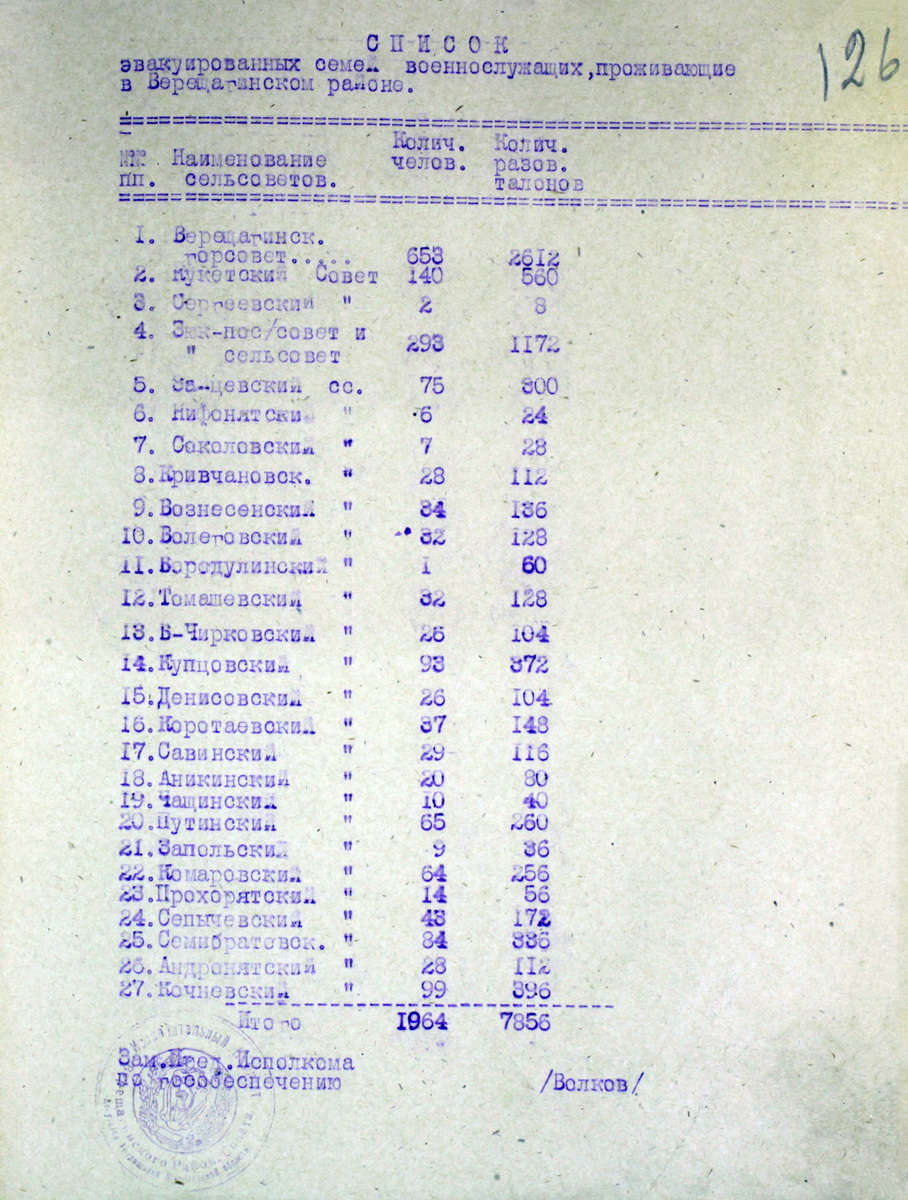 126
СПИСОК
эвакуированных семей военнослужащих, проживающие
в Верещагинском районе.
№№ Наименование Колич. Колич.
пп. сельсоветов. челов. разов.
талонов
1. Верещагинск.
горсовет..... 653 2612
2. Кукетский Совет 140 560
3. Сергеевский " 2 8
4. Зюк-пос/совет и
" сельсовет 293 1172
5. Зайцевский сс. 75 300
6. Нифонятский " 6 24
7. Соколовский " 7 28
8. Кривчановск. " 28 112
9. Вознесенский " 34 136
10. Волеговский " 32 128
11. Бородулинский " 1 60
12. Томашевский " 32 128
13. Б-Чирковский " 26 104
14. Купцовский " 93 372
15. Денисовский " 26 104
16. Коротаевский " 37 148
17. Савинский " 29 116
18. Аникинский " 20 80
19. Чащинский " 10 40
20. Путинский " 65 260
21. Запольский " 9 36
22. Комаровский " 64 256
23. Прохорятский " 14 56
24. Сепычевский " 43 172
25. Семибратовск. " 84 336
26. Андронятский " 28 112
27. Кочневский " 99 396
Итого 1964 7856
Зам.Пред.Исполкома
по гособеспечению /Волков/